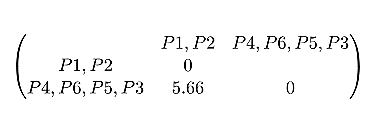 P1, P2 P4, P6, P5, P3
P1, P2 0
P4, P6, P5, P3 5.66 0